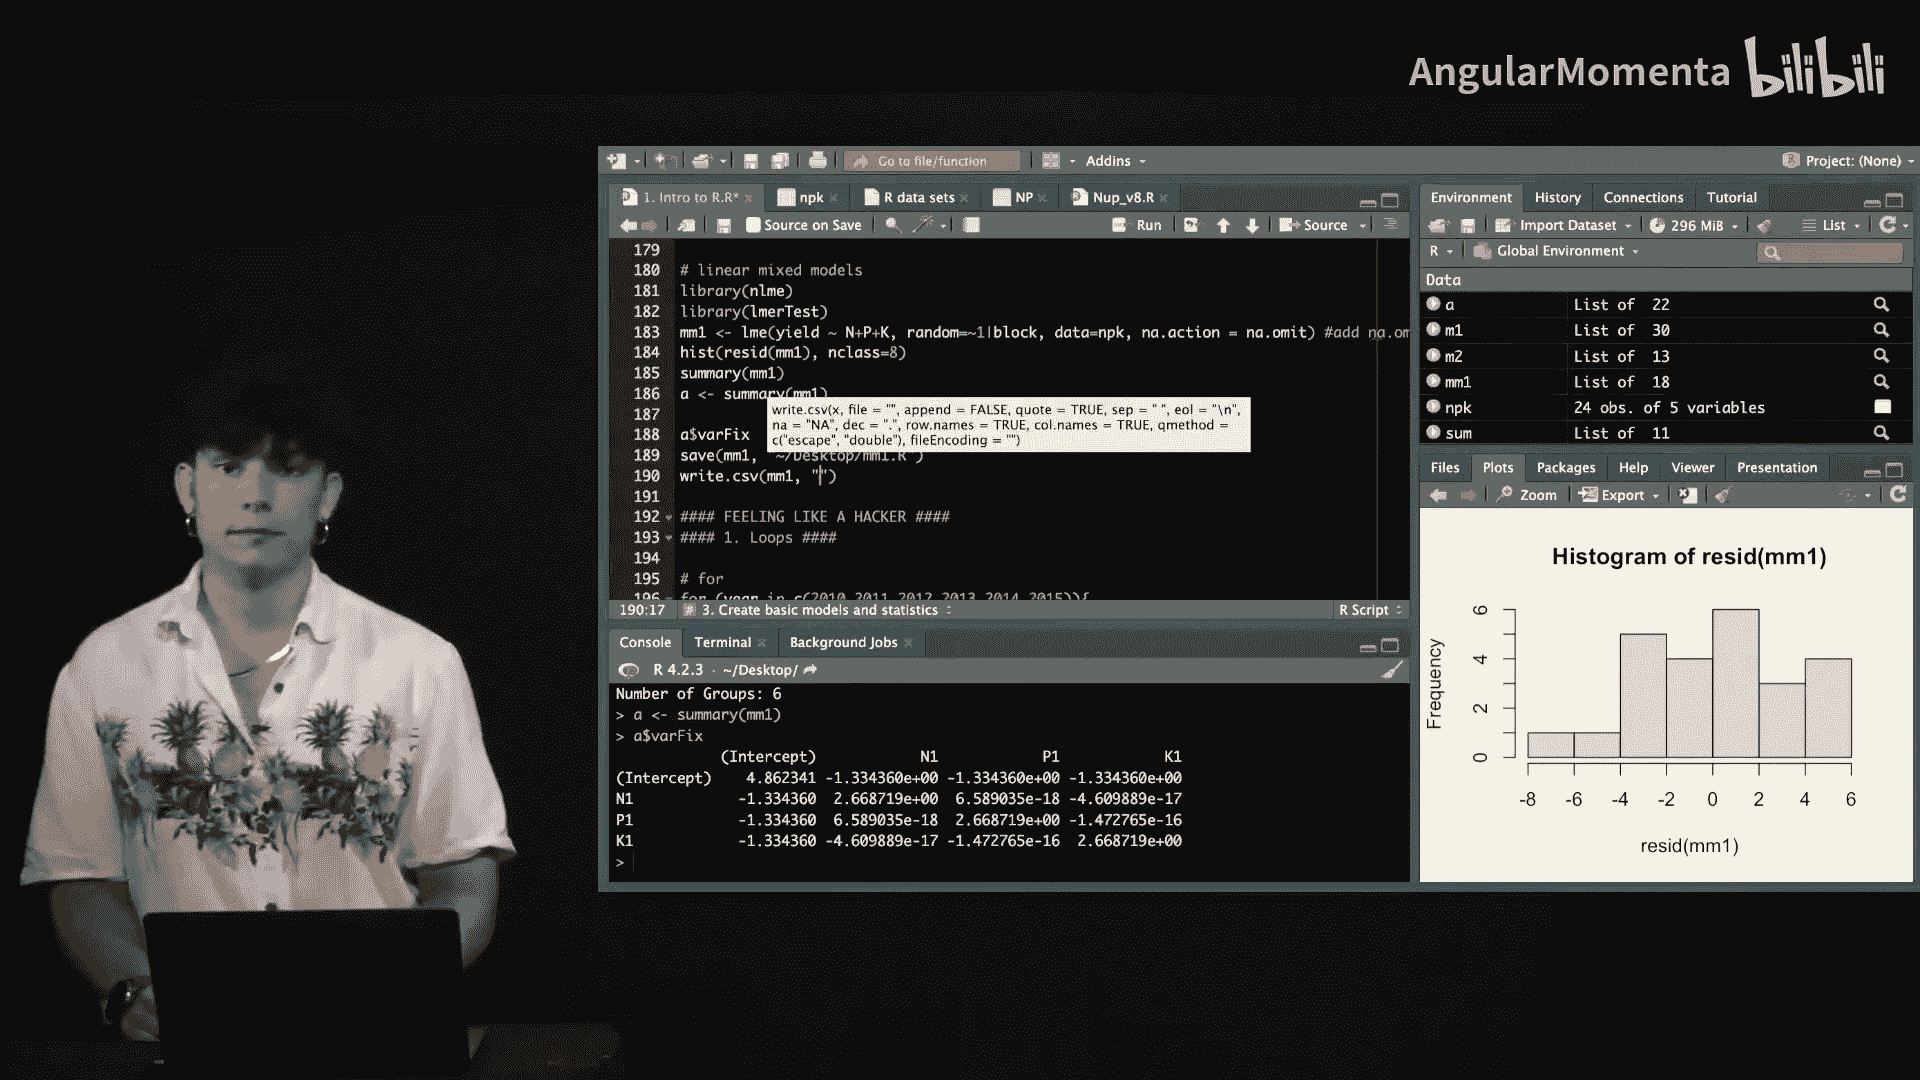 AngularMomenta bilibili
Go to file/function
Addins
Project: (None)
1. Intro to R.R*
npk
R data sets
NP
Nup_v8.R
Source on Save
Run
Source
179
180 # linear mixed models
181 library(nlme)
182 library(lmerTest)
183 mm1 <- lme(yield ~ N+P+K, random=~1|block, data=npk, na.action = na.omit) #add na.om
184 hist(resid(mm1), nclass=8)
185 summary(mm1)
186 a <- summary(mm1)
187
write.csv(x, file = "", append = FALSE, quote = TRUE, sep = " ", eol = "\n",
na = "NA", dec = ".", row.names = TRUE, col.names = TRUE, qmethod =
c("escape", "double"), fileEncoding = "")
188 a$varFix
189 save(mm1, "~/Desktop/mm1.R")
190 write.csv(mm1, "")
191
192 #### FEELING LIKE A HACKER ####
193 #### 1. Loops ####
194
195 # for
196 for (year in c(2010,2011,2012,2013,2014,2015)){
190:17 # 3. Create basic models and statistics
R Script
Console
Terminal
Background Jobs
R 4.2.3 · ~/Desktop/
Number of Groups: 6
> a <- summary(mm1)
> a$varFix
(Intercept) N1 P1 K1
(Intercept) 4.862341 -1.334360e+00 -1.334360e+00 -1.334360e+00
N1 -1.334360 2.668719e+00 6.589035e-18 -4.609889e-17
P1 -1.334360 6.589035e-18 2.668719e+00 -1.472765e-16
K1 -1.334360 -4.609889e-17 -1.472765e-16 2.668719e+00
>
Environment
History
Connections
Tutorial
Import Dataset
296 MiB
List
R
Global Environment
Data
a List of 22
m1 List of 30
m2 List of 13
mm1 List of 18
npk 24 obs. of 5 variables
sum List of 11
Files
Plots
Packages
Help
Viewer
Presentation
Zoom
Export
Histogram of resid(mm1)
Frequency
6
4
2
0
-8 -6 -4 -2 0 2 4 6
resid(mm1)